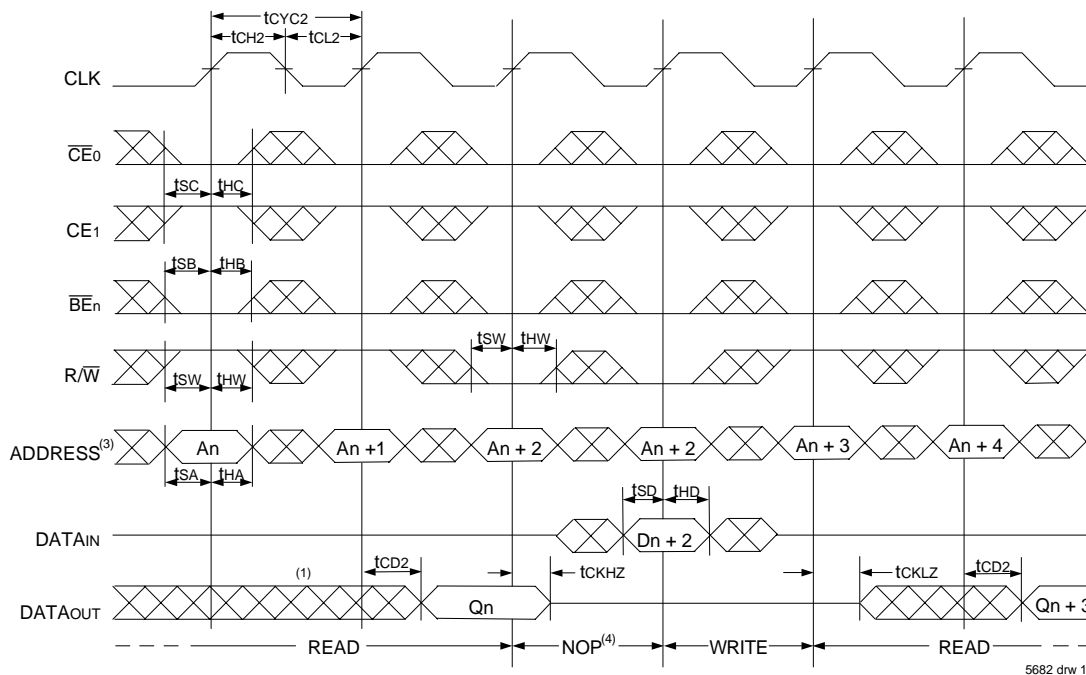 tCYC2
tCH2 tCL2
CLK
CE0
tSC tHC
CE1
tSB tHB
BEn
tSW tHW
R/W
tSW tHW
ADDRESS(3) An An +1 An + 2 An + 2 An + 3 An + 4
tSA tHA
tSD tHD
DATAIN Dn + 2
tCD2 tCKHZ tCKLZ tCD2
(1)
DATAOUT Qn Qn + 3
READ NOP(4) WRITE READ
5682 drw 1